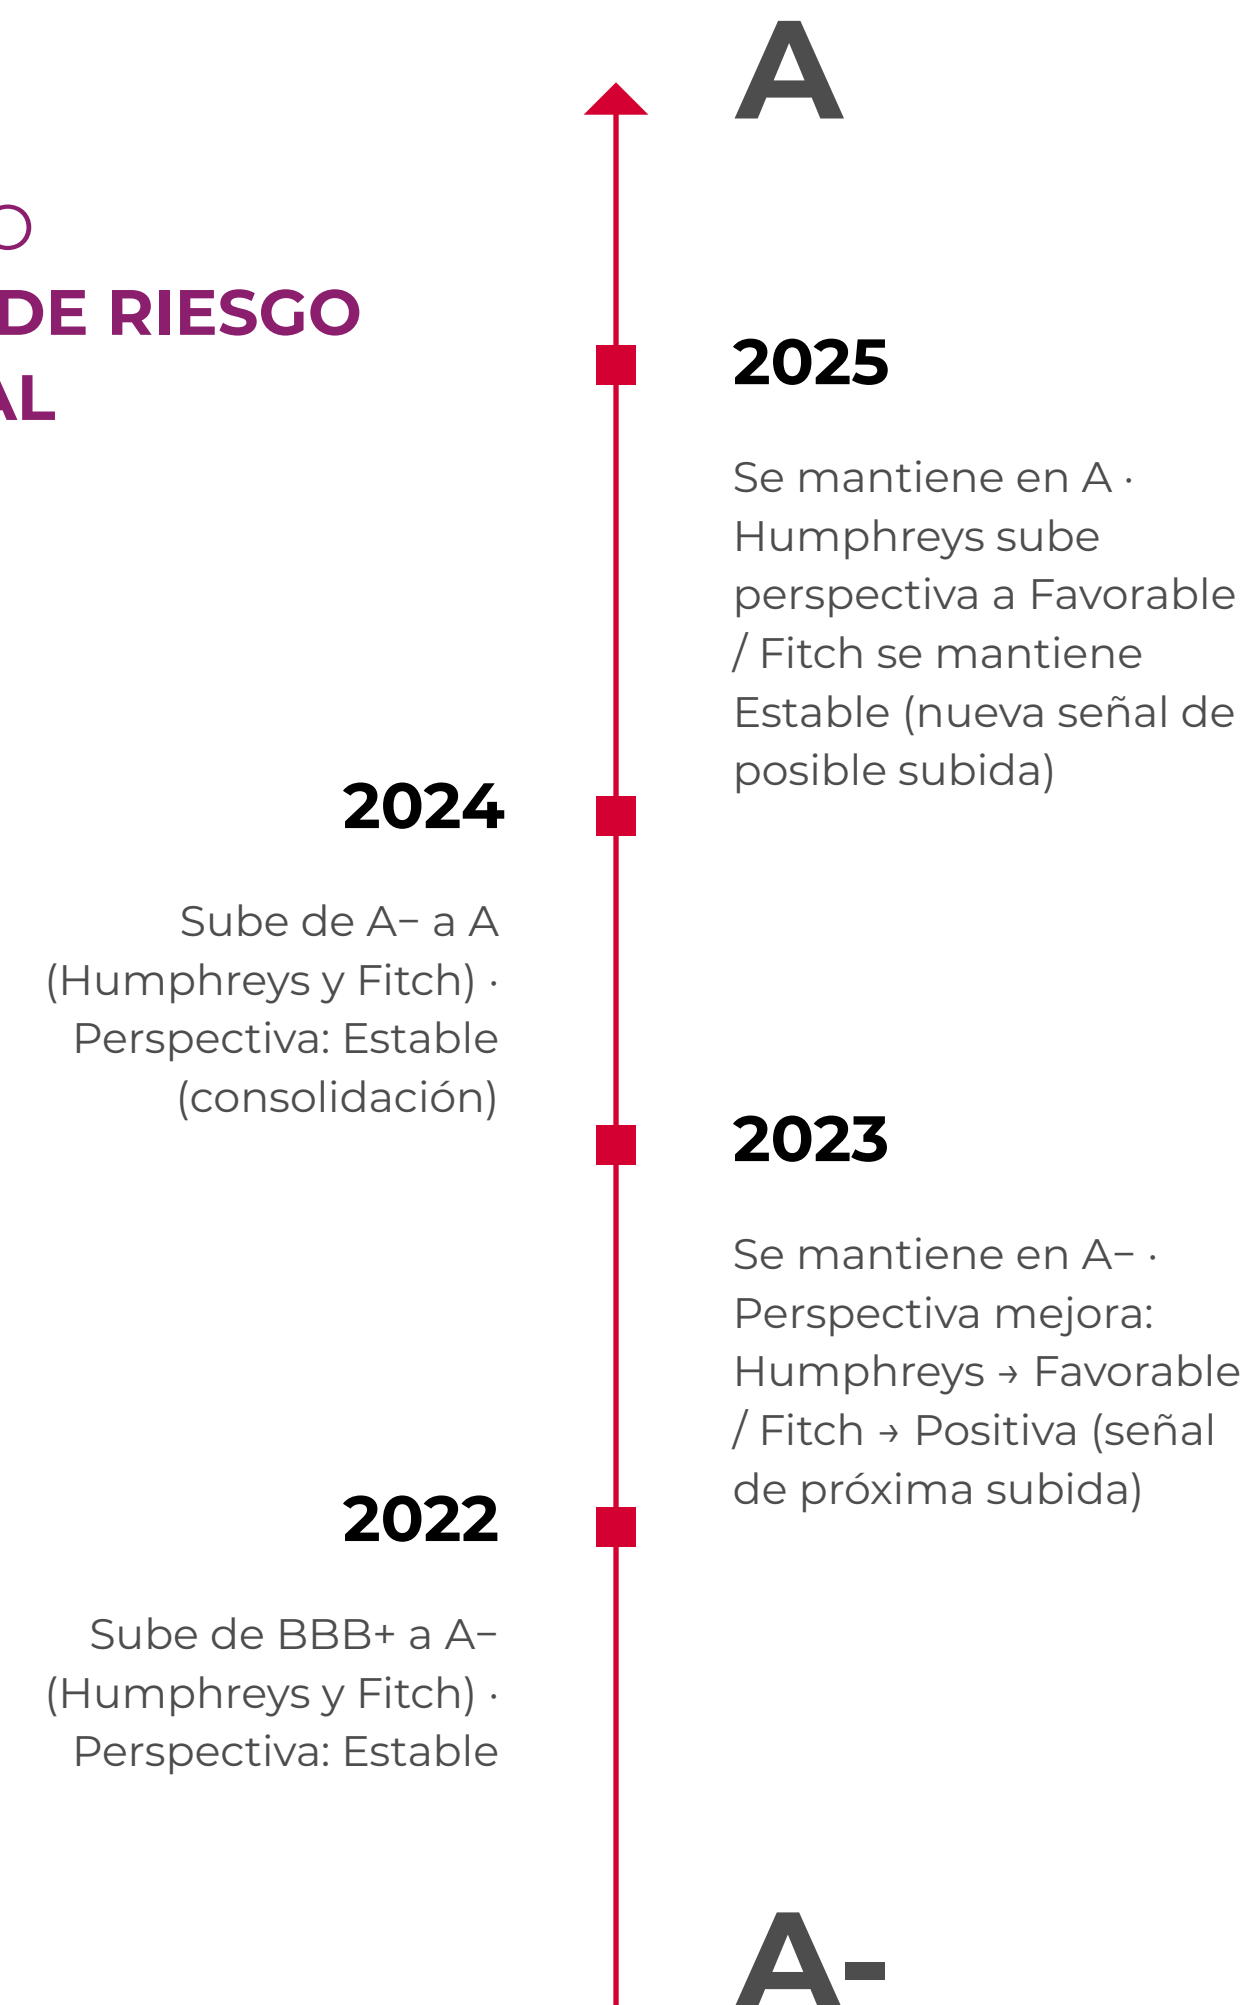 A
O
DE RIESGO
AL
2025
Se mantiene en A ·
Humphreys sube
perspectiva a Favorable
/ Fitch se mantiene
Estable (nueva señal de
posible subida)
2024
Sube de A− a A
(Humphreys y Fitch) ·
Perspectiva: Estable
(consolidación)
2023
Se mantiene en A− ·
Perspectiva mejora:
Humphreys → Favorable
/ Fitch → Positiva (señal
de próxima subida)
2022
Sube de BBB+ a A−
(Humphreys y Fitch) ·
Perspectiva: Estable
A-